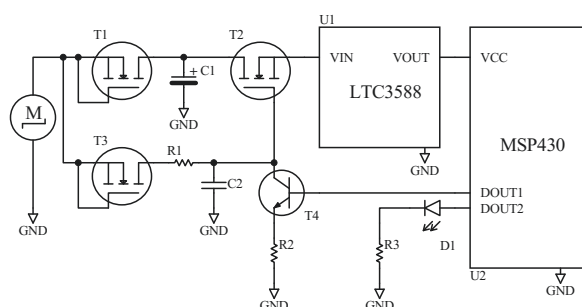 U1
T1
T2
VIN
VOUT
VCC
C1
+
LTC3588
M
GND
MSP430
T3
R1
GND
C2
GND
DOUT1
T4
DOUT2
GND
R2
R3
D1
GND
U2
GND
GND